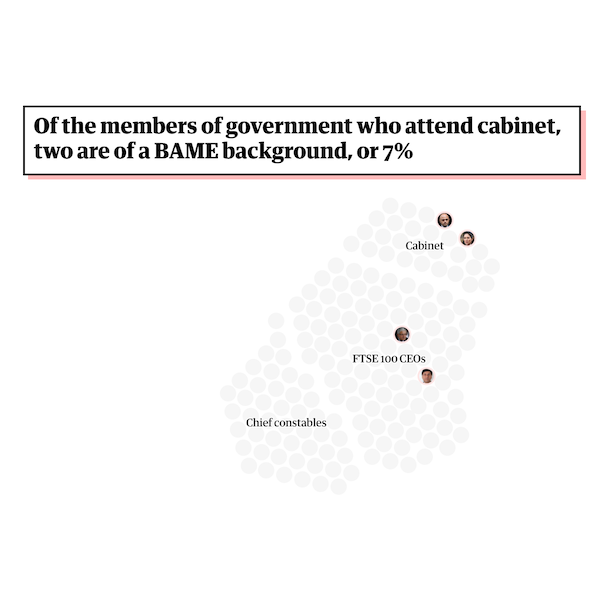 Of the members of government who attend cabinet,
two are of a BAME background, or 7%
Cabinet
FTSE 100 CEOs
Chief constables